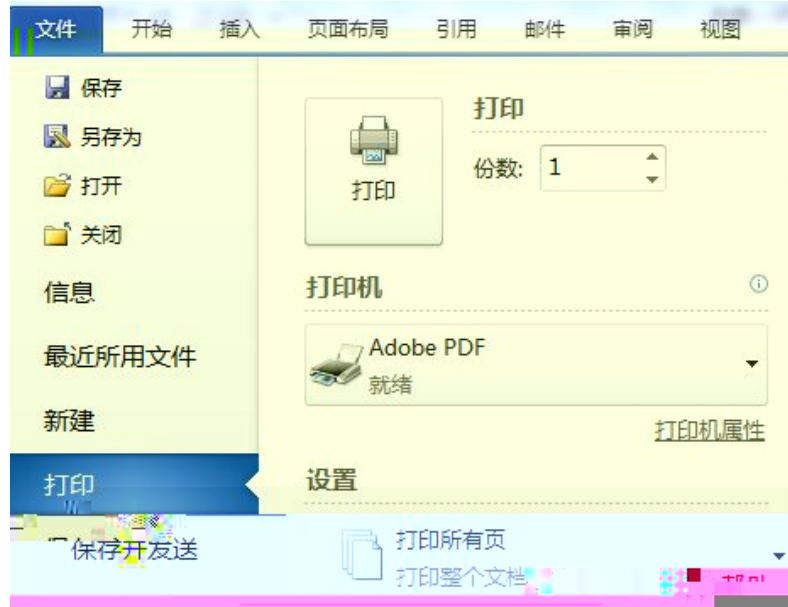 文件 开始 插入 页面布局 引用 邮件 审阅 视图
保存
另存为
打开
关闭
信息
最近所用文件
新建
打印
保存并发送
打印
打印
份数: 1
打印机
Adobe PDF
就绪
打印机属性
设置
打印所有页
打印整个文档